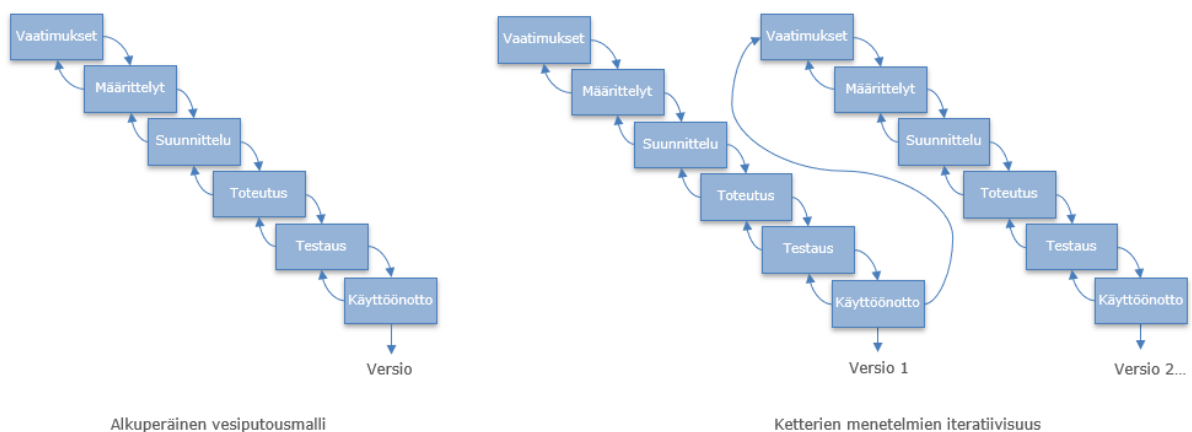 Vaatimukset
Määrittelyt
Suunnittelu
Toteutus
Testaus
Käyttöönotto
Versio
Alkuperäinen vesiputousmalli
Vaatimukset
Määrittelyt
Suunnittelu
Toteutus
Testaus
Käyttöönotto
Versio 1
Vaatimukset
Määrittelyt
Suunnittelu
Toteutus
Testaus
Käyttöönotto
Versio 2...
Ketterien menetelmien iteratiivisuus